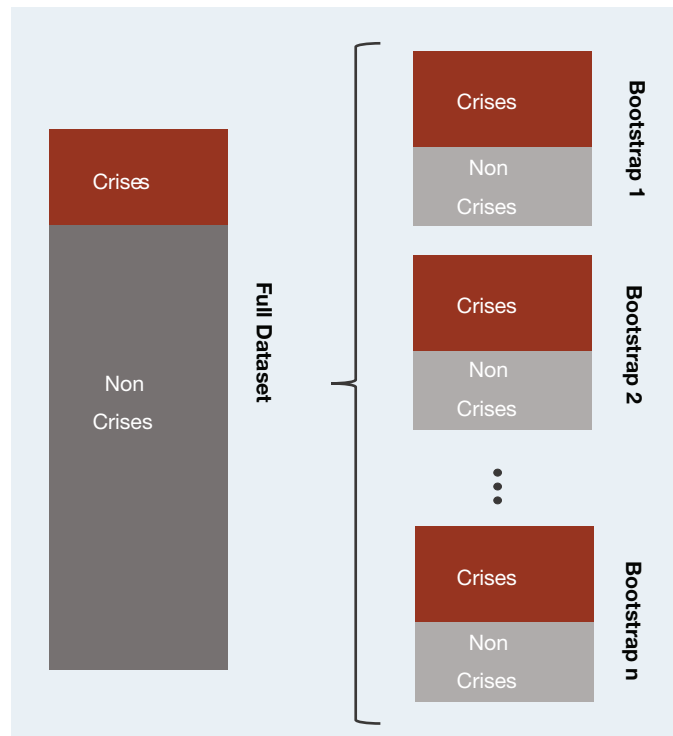 Crises
Non
Crises
Full Dataset
Crises
Non
Crises
Bootstrap 1
Crises
Non
Crises
Bootstrap 2
Crises
Non
Crises
Bootstrap n